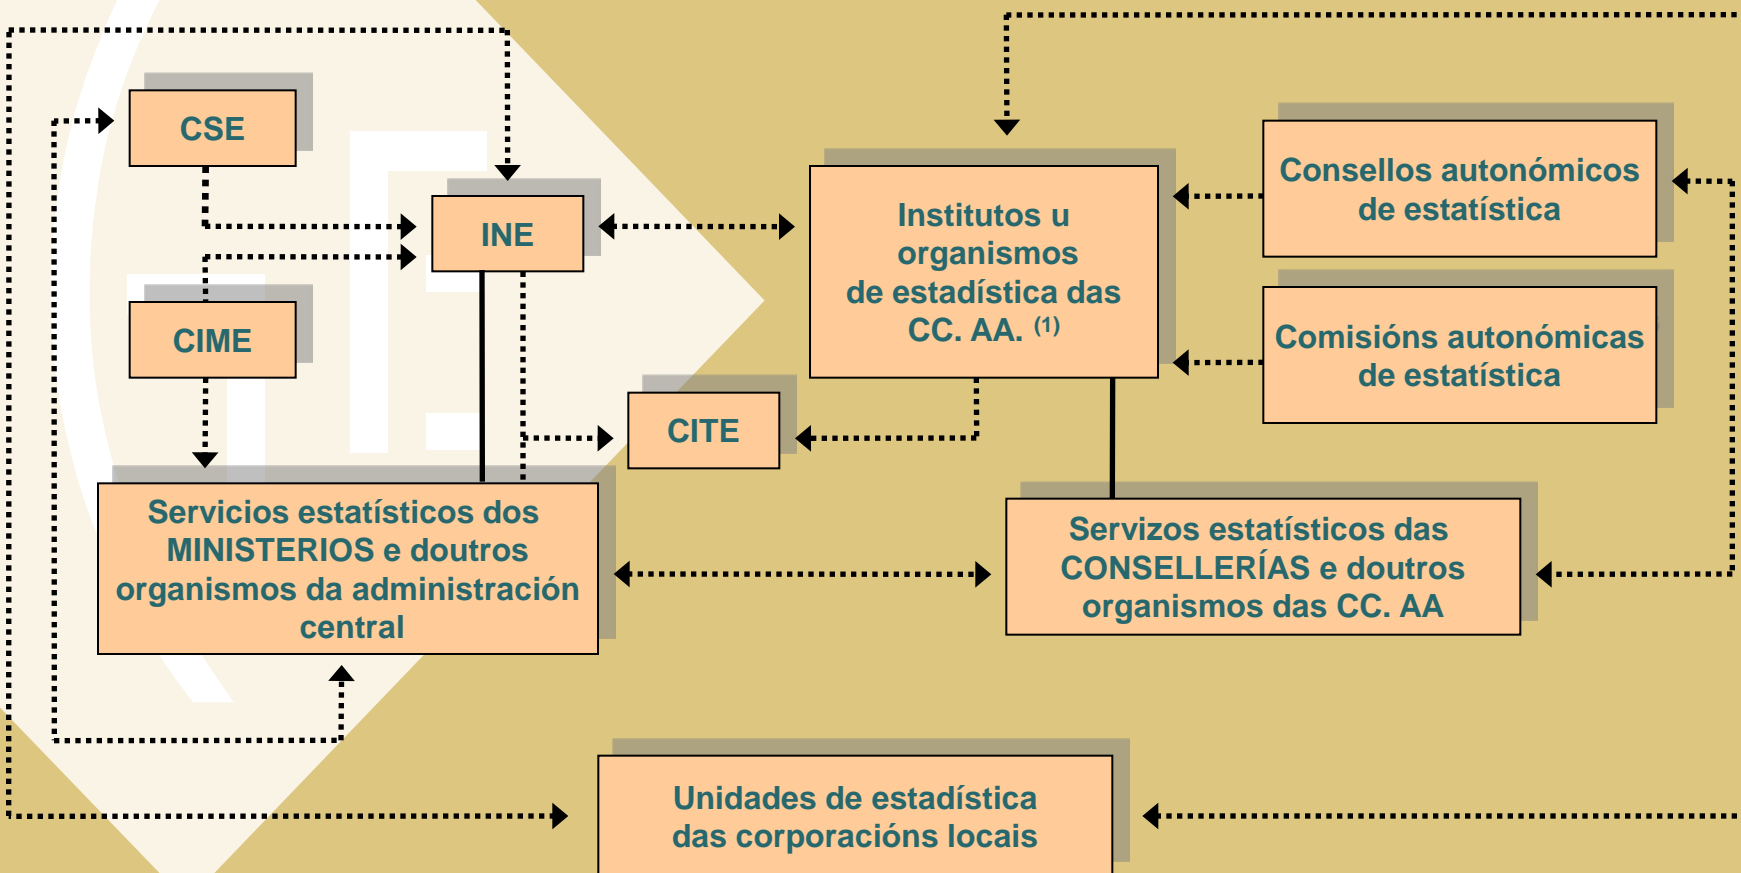 CSE
INE
CIME
CITE
Institutos u
organismos
de estadística das
CC. AA. (1)
Consellos autonómicos
de estatística
Comisións autonómicas
de estatística
Servicios estatísticos dos
MINISTERIOS e doutros
organismos da administración
central
Servizos estatísticos das
CONSELLERÍAS e doutros
organismos das CC. AA
Unidades de estadística
das corporacións locais